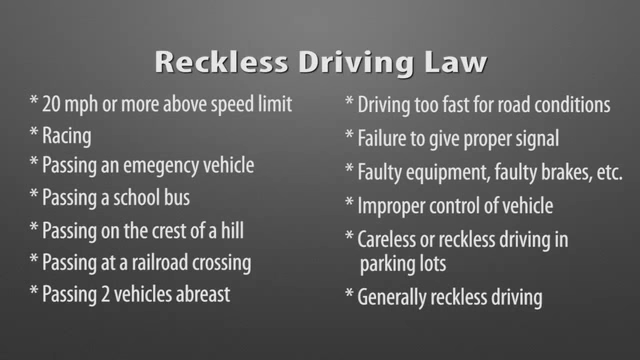 Reckless Driving Law
* 20 mph or more above speed limit
* Racing
* Passing an emegency vehicle
* Passing a school bus
* Passing on the crest of a hill
* Passing at a railroad crossing
* Passing 2 vehicles abreast
* Driving too fast for road conditions
* Failure to give proper signal
* Faulty equipment, faulty brakes, etc.
* Improper control of vehicle
* Careless or reckless driving in
parking lots
* Generally reckless driving